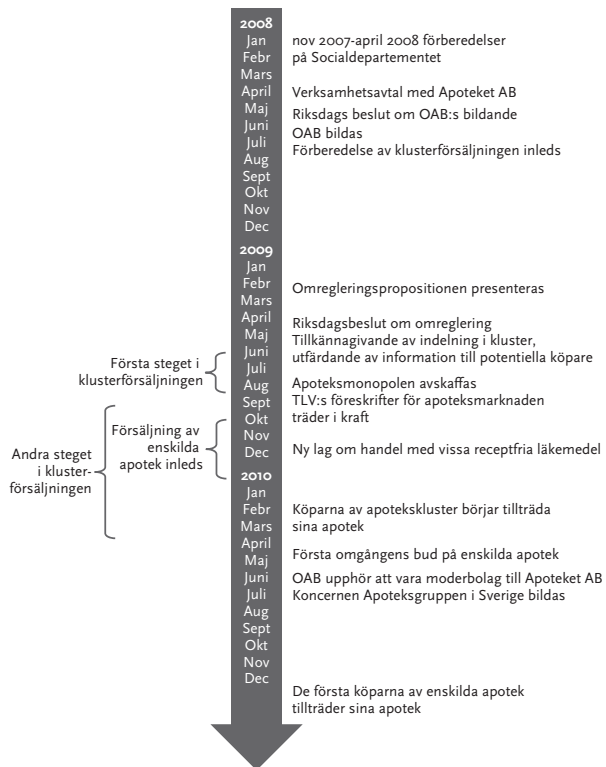 2008
Jan
Febr
Mars
April
Maj
Juni
Juli
Aug
Sept
Okt
Nov
Dec
2009
Jan
Febr
Mars
April
Maj
Juni
Juli
Aug
Sept
Okt
Nov
Dec
2010
Jan
Febr
Mars
April
Maj
Juni
Juli
Aug
Sept
Okt
Nov
Dec
nov 2007-april 2008 förberedelser
på Socialdepartementet
Verksamhetsavtal med Apoteket AB
Riksdags beslut om OAB:s bildande
OAB bildas
Förberedelse av klusterförsäljningen inleds
Omregleringspropositionen presenteras
Riksdagsbeslut om omreglering
Tillkännagivande av indelning i kluster,
utfärdande av information till potentiella köpare
Apoteksmonopolen avskaffas
TLV:s föreskrifter för apoteksmarknaden
träder i kraft
Ny lag om handel med vissa receptfria läkemedel
Köparna av apotekskluster börjar tillträda
sina apotek
Första omgångens bud på enskilda apotek
OAB upphör att vara moderbolag till Apoteket AB
Koncernen Apoteksgruppen i Sverige bildas
De första köparna av enskilda apotek
tillträder sina apotek
Första steget i
klusterförsäljningen
Försäljning av
enskilda
apotek inleds
Andra steget
i kluster-
försäljningen